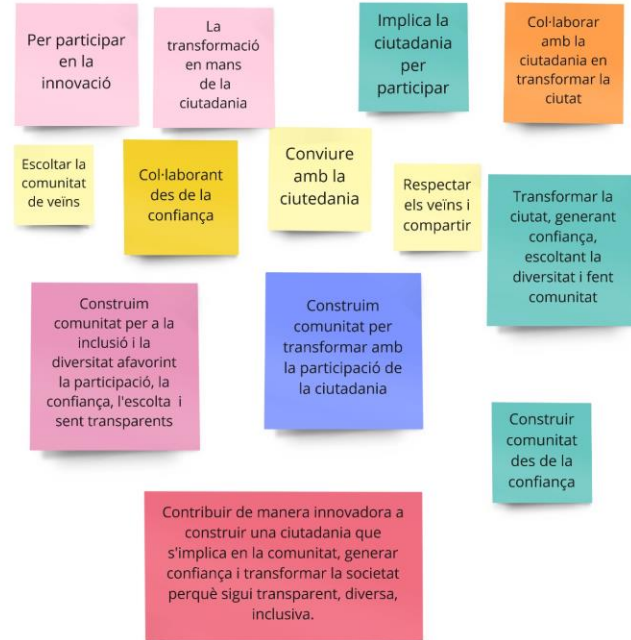 Per participar
en la
innovació
La
transformació
en mans
de la
ciutadania
Implica la
ciutadania
per
participar
Col·laborar
amb la
ciutadania en
transformar la
ciutat
Escoltar la
comunitat
de veïns
Col·laborant
des de la
confiança
Conviure
amb la
ciutedania
Respectar
els veïns i
compartir
Transformar la
ciutat, generant
confiança,
escoltant la
diversitat i fent
comunitat
Construim
comunitat per a la
inclusió i la
diversitat afavorint
la participació, la
confiança, l'escolta i
sent transparents
Construim
comunitat per
transformar amb
la participació de
la ciutadania
Construir
comunitat
des de la
confiança
Contribuir de manera innovadora a
construir una ciutadania que
s'implica en la comunitat, generar
confiança i transformar la societat
perquè sigui transparent, diversa,
inclusiva.